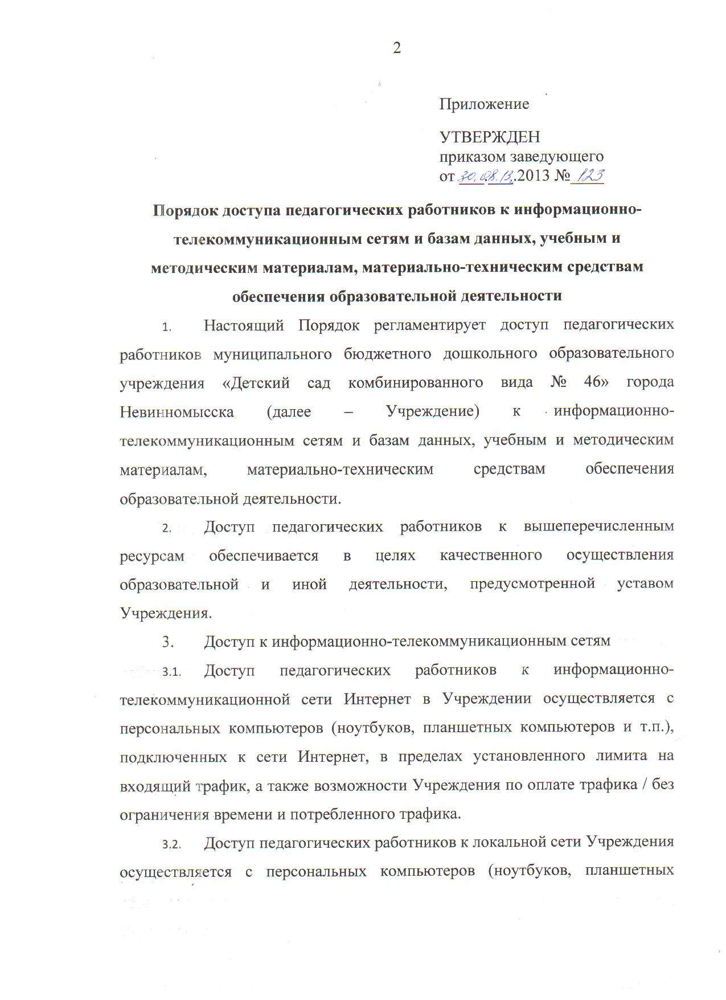 2
Приложение
УТВЕРЖДЕН
приказом заведующего
от 30.08.13.2013 № 123
Порядок доступа педагогических работников к информационно-
телекоммуникационным сетям и базам данных, учебным и
методическим материалам, материально-техническим средствам
обеспечения образовательной деятельности
1. Настоящий Порядок регламентирует доступ педагогических
работников муниципального бюджетного дошкольного образовательного
учреждения «Детский сад комбинированного вида № 46» города
Невинномысска (далее – Учреждение) к информационно-
телекоммуникационным сетям и базам данных, учебным и методическим
материалам, материально-техническим средствам обеспечения
образовательной деятельности.
2. Доступ педагогических работников к вышеперечисленным
ресурсам обеспечивается в целях качественного осуществления
образовательной и иной деятельности, предусмотренной уставом
Учреждения.
3. Доступ к информационно-телекоммуникационным сетям
3.1. Доступ педагогических работников к информационно-
телекоммуникационной сети Интернет в Учреждении осуществляется с
персональных компьютеров (ноутбуков, планшетных компьютеров и т.п.),
подключенных к сети Интернет, в пределах установленного лимита на
входящий трафик, а также возможности Учреждения по оплате трафика / без
ограничения времени и потребленного трафика.
3.2. Доступ педагогических работников к локальной сети Учреждения
осуществляется с персональных компьютеров (ноутбуков, планшетных